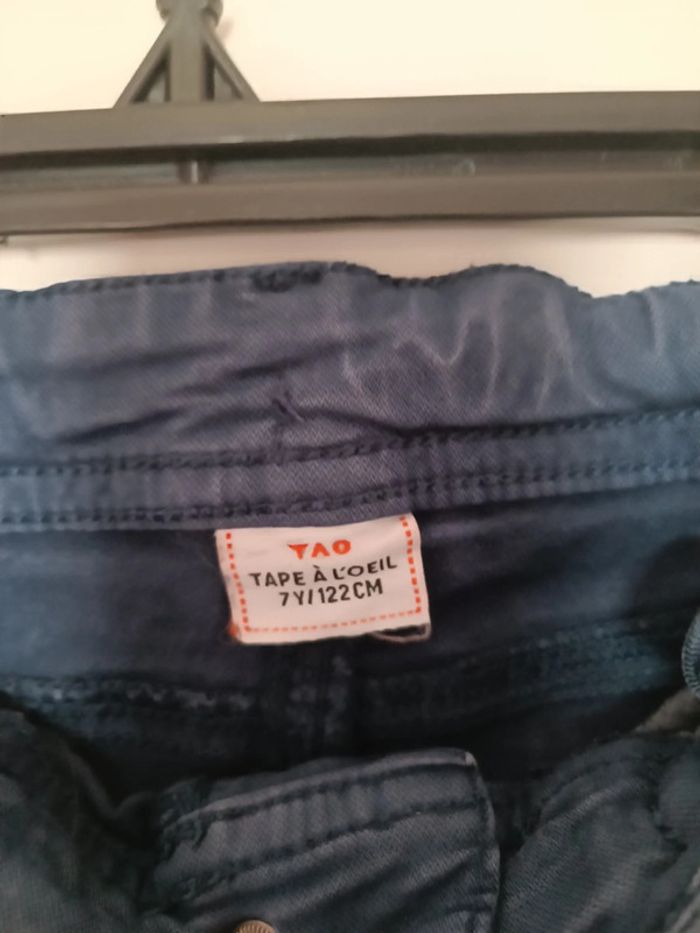 TAO
TAPE À L'OEIL
7Y/122CM